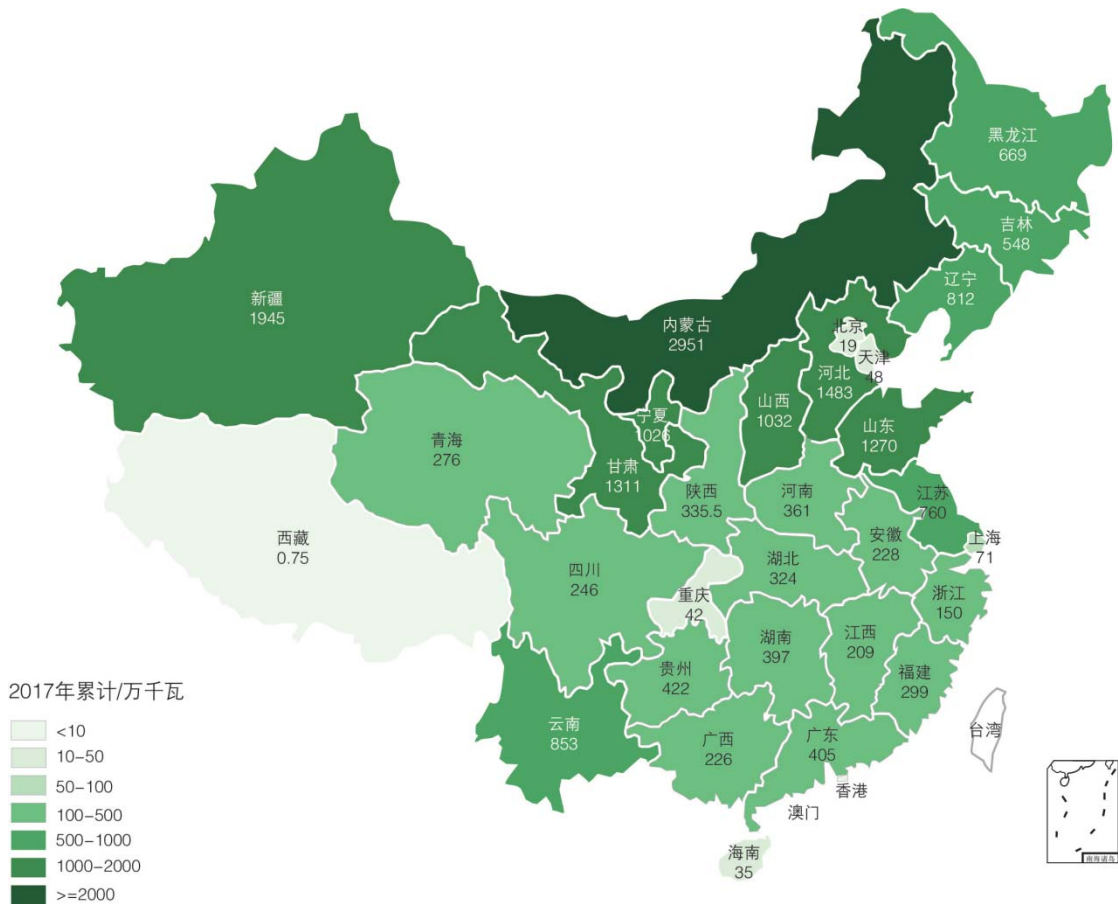 黑龙江
669
吉林
548
辽宁
812
新疆
1945
内蒙古
2951
北京
19
天津
48
河北
1483
山西
1032
宁夏
1026
山东
1270
青海
276
甘肃
1311
陕西
335.5
河南
361
江苏
760
安徽
228
上海
71
西藏
0.75
四川
246
湖北
324
重庆
42
浙江
150
湖南
397
江西
209
贵州
422
福建
299
云南
853
广西
226
广东
405
台湾
香港
澳门
海南
35
南海诸岛
2017年累计/万千瓦
<10
10-50
50-100
100-500
500-1000
1000-2000
>=2000